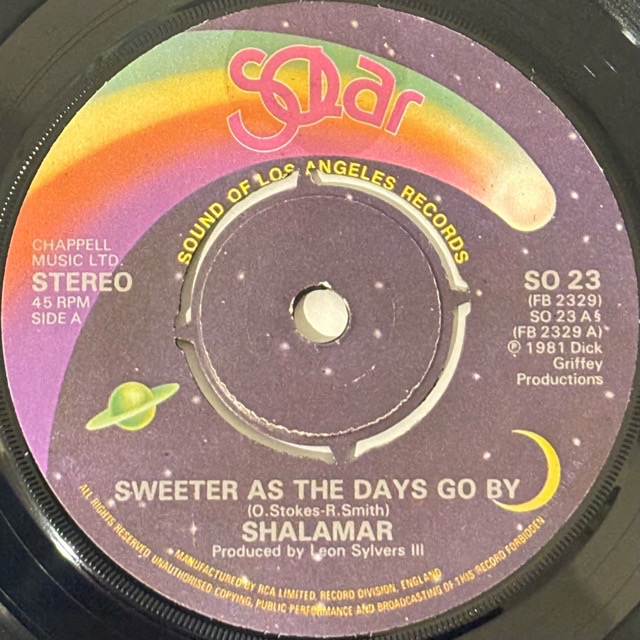 Solar
SOUND OF LOS ANGELES RECORDS
CHAPPELL
MUSIC LTD.
STEREO
45 RPM
SIDE A
SO 23
(FB 2329)
SO 23 A§
(FB 2329 A)
℗ 1981 Dick
Griffey
Productions
SWEETER AS THE DAYS GO BY
(O.Stokes-R.Smith)
SHALAMAR
Produced by Leon Sylvers III
MANUFACTURED BY RCA LIMITED, RECORD DIVISION, ENGLAND
ALL RIGHTS RESERVED UNAUTHORISED COPYING, PUBLIC PERFORMANCE AND BROADCASTING OF THIS RECORD FORBIDDEN